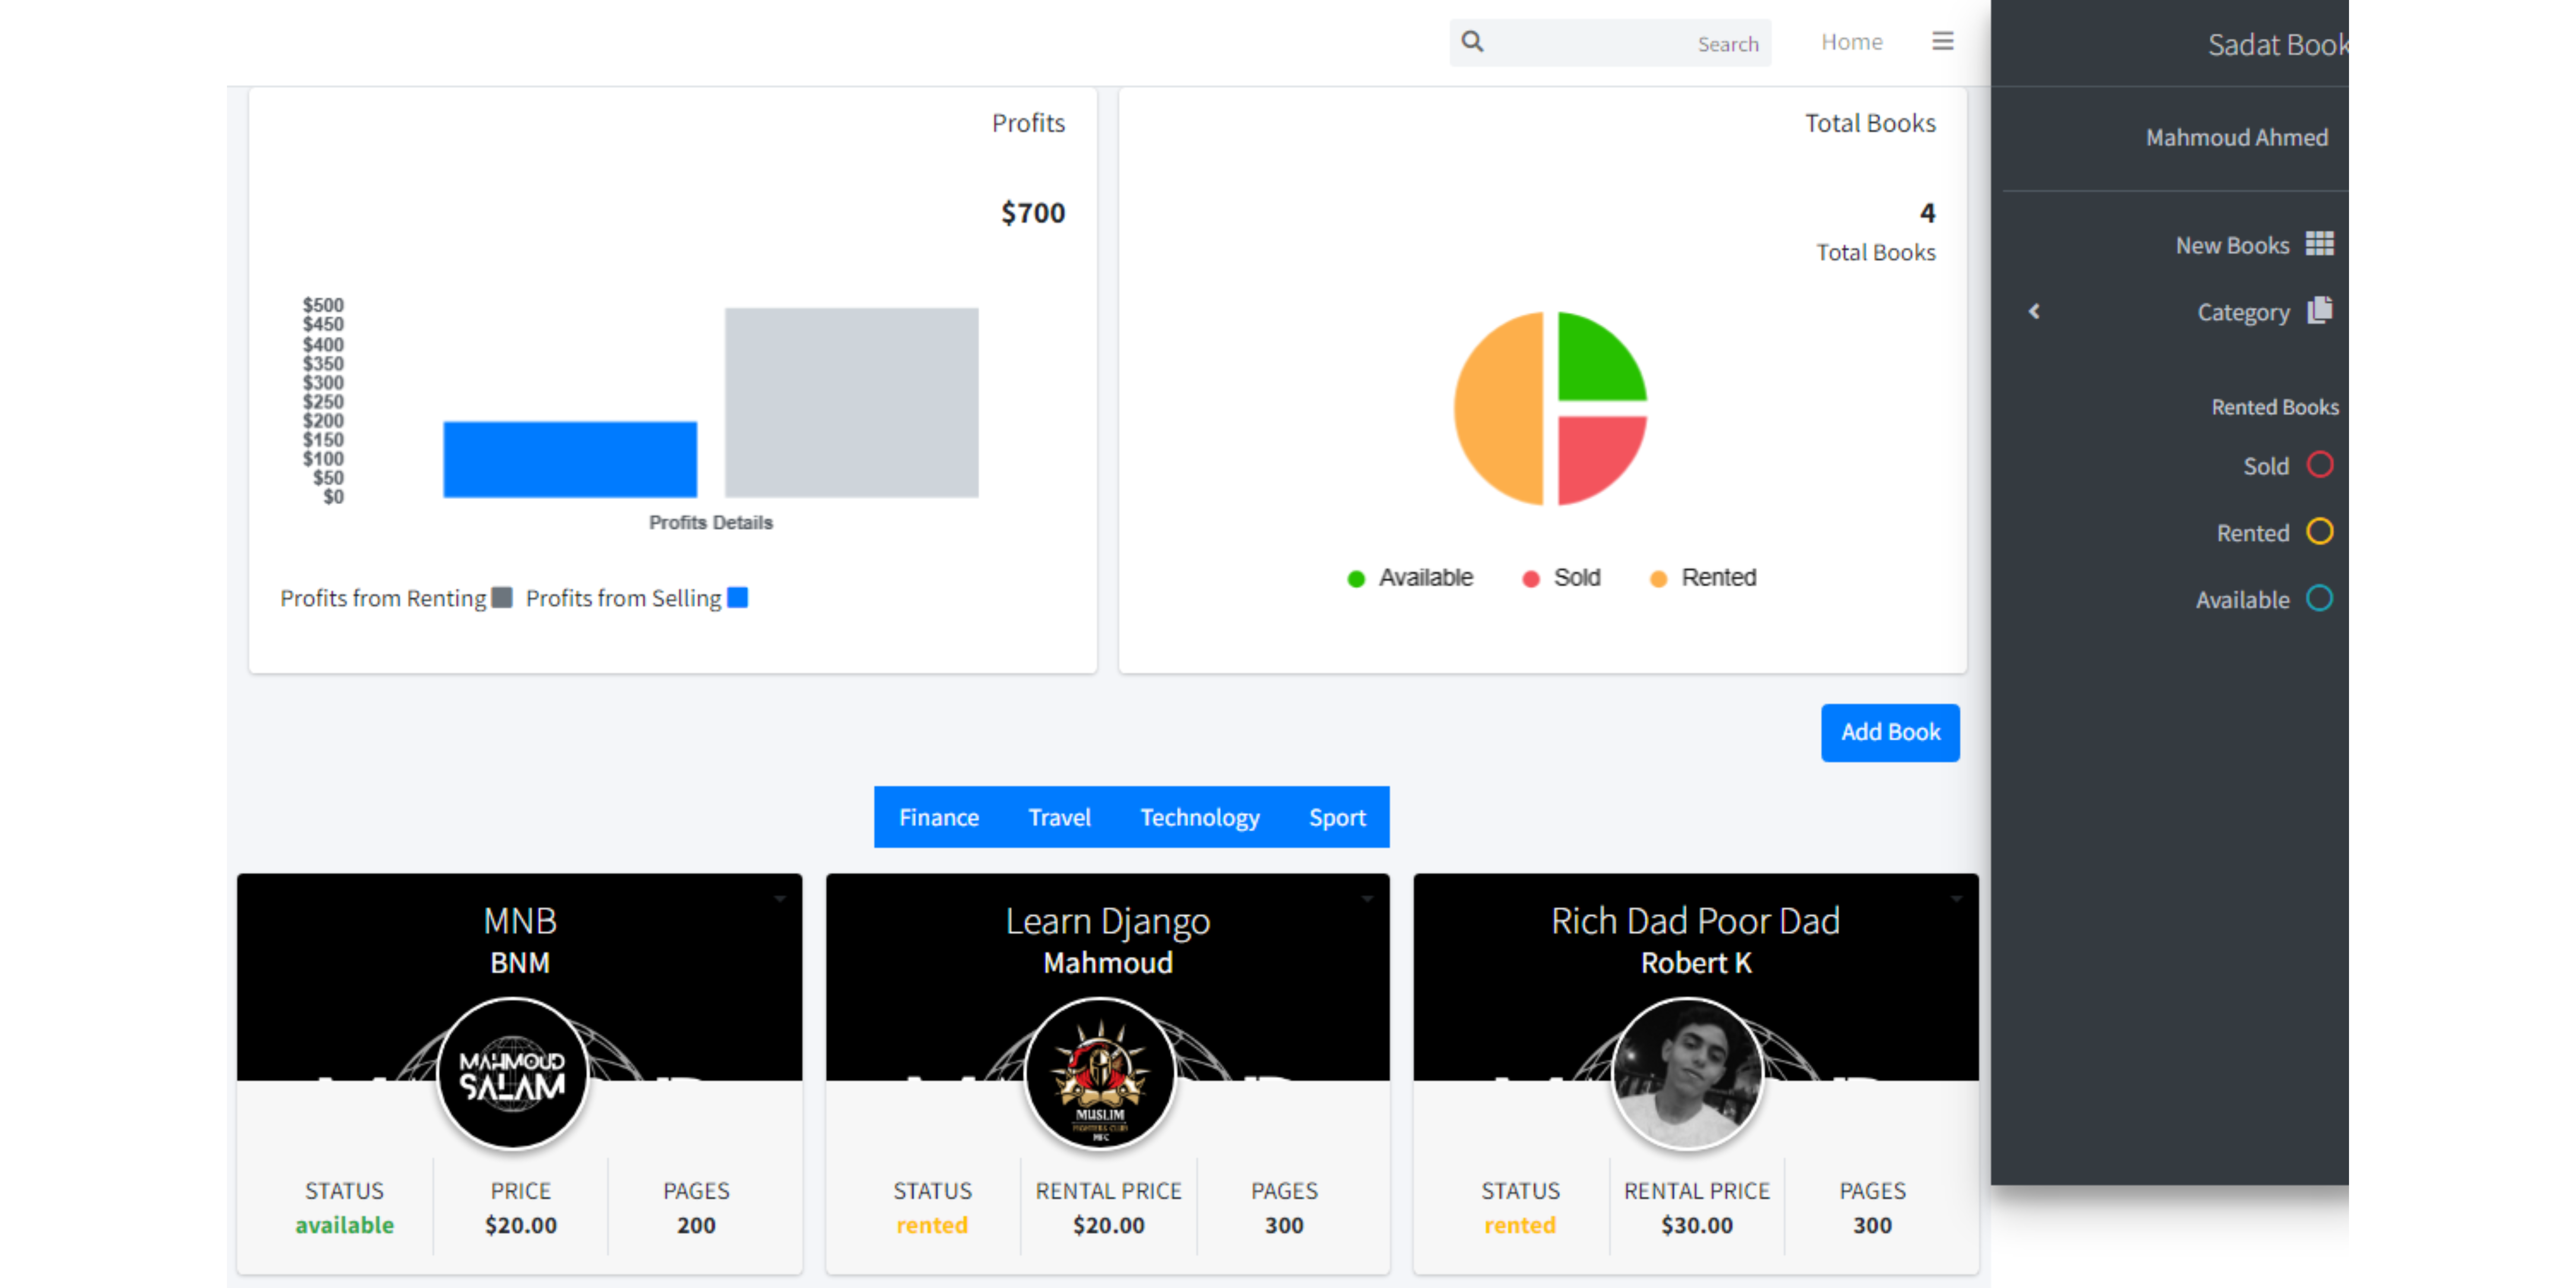 Search
Home
Sadat Book
Mahmoud Ahmed
New Books
Category
Rented Books
Sold
Rented
Available
Profits
$700
$500
$450
$400
$350
$300
$250
$200
$150
$100
$50
$0
Profits Details
Profits from Renting Profits from Selling
Total Books
4
Total Books
Available Sold Rented
Add Book
Finance Travel Technology Sport
MNB
BNM
MAHMOUD
SALAM
STATUS PRICE PAGES
available $20.00 200
Learn Django
Mahmoud
MUSLIM
FIGHTERS CLUB
MFC
STATUS RENTAL PRICE PAGES
rented $20.00 300
Rich Dad Poor Dad
Robert K
STATUS RENTAL PRICE PAGES
rented $30.00 300